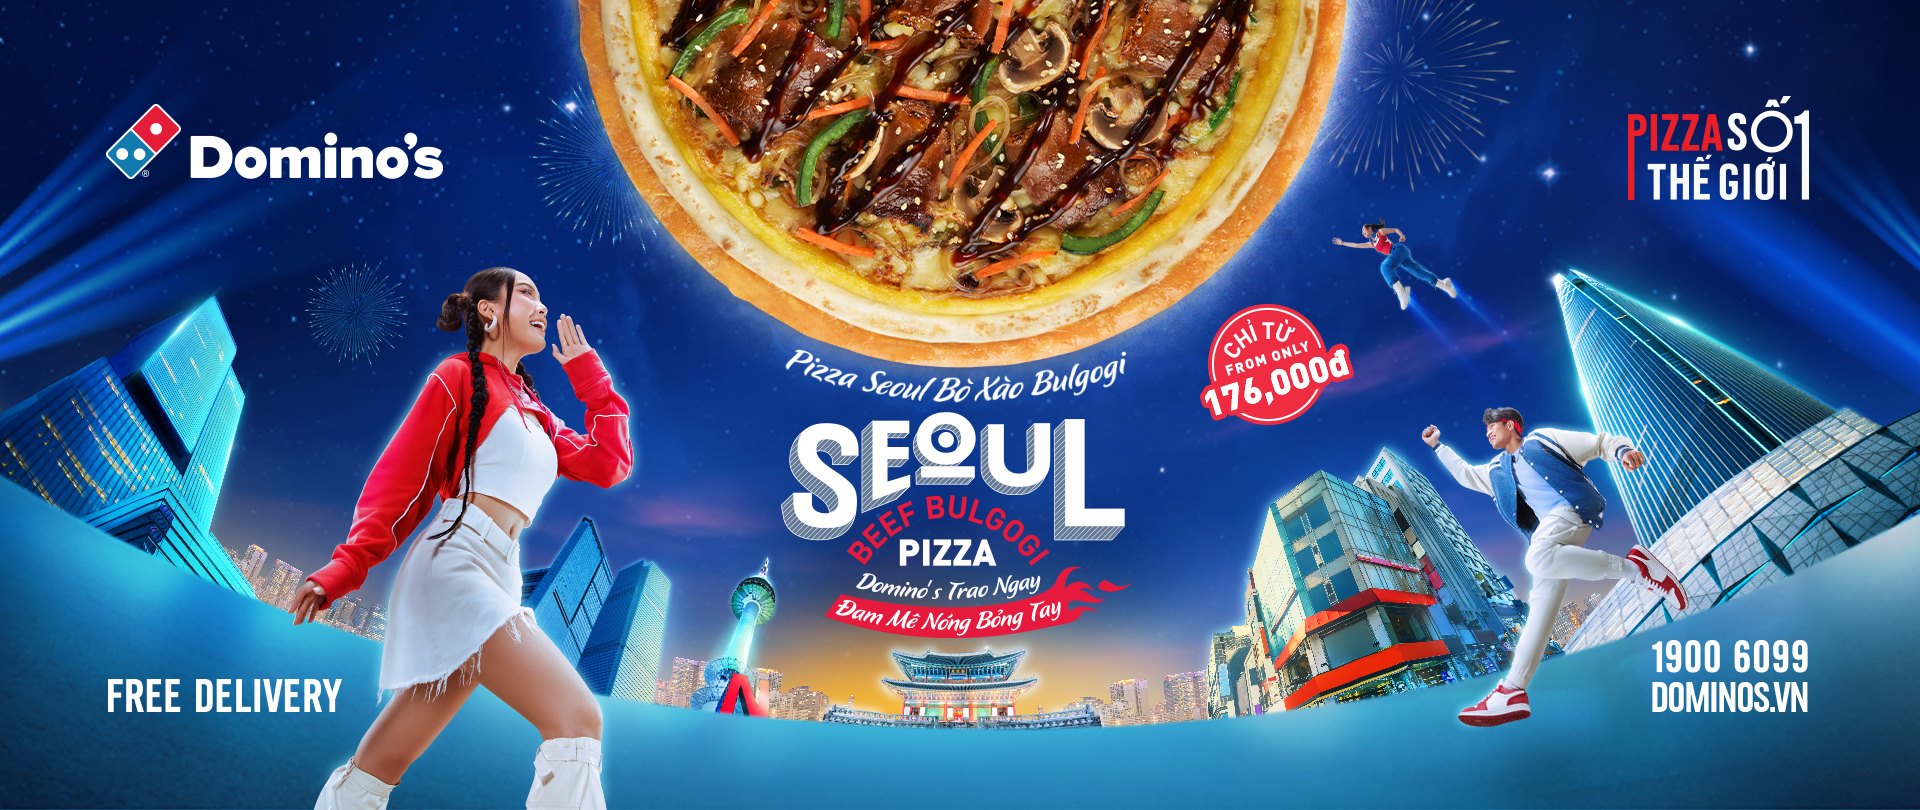 Domino's
PIZZA SỐ 1
THẾ GIỚI
CHỈ TỪ
FROM ONLY
176,000đ
Pizza Seoul Bò Xào Bulgogi
SEOUL
BEEF BULGOGI
PIZZA
Domino's Trao Ngay
Đam Mê Nóng Bỏng Tay
FREE DELIVERY
1900 6099
DOMINOS.VN